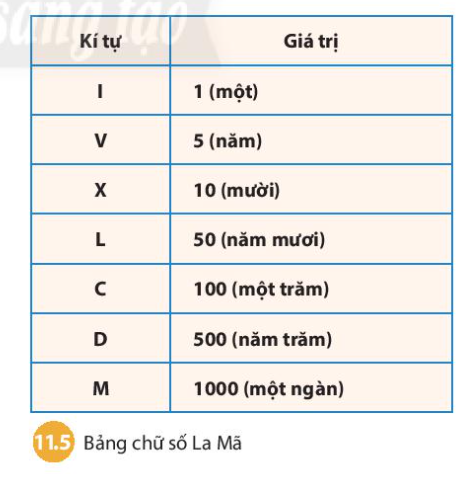 sáng tạo
Kí tự Giá trị
I 1 (một)
V 5 (năm)
X 10 (mười)
L 50 (năm mươi)
C 100 (một trăm)
D 500 (năm trăm)
M 1000 (một ngàn)
11.5 Bảng chữ số La Mã